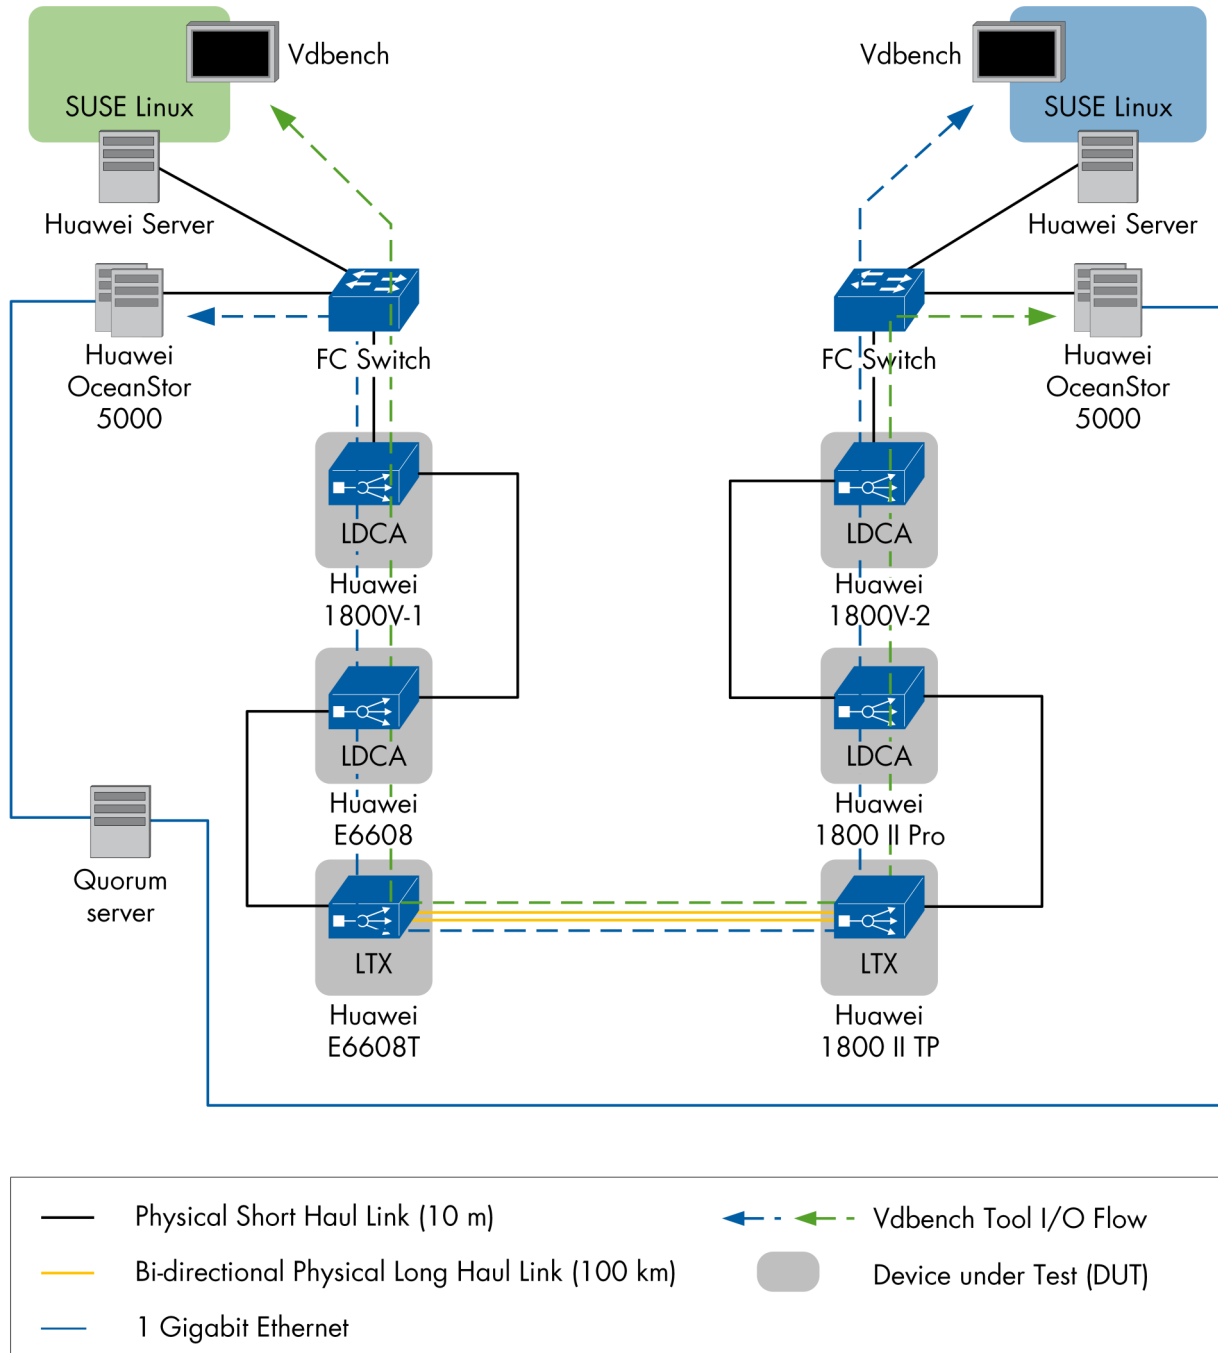 Vdbench
SUSE Linux
Huawei Server
Huawei
OceanStor
5000
FC Switch
LDCA
Huawei
1800V-1
LDCA
Huawei
E6608
LTX
Huawei
E6608T
Quorum
server
Vdbench
SUSE Linux
Huawei Server
FC Switch
Huawei
OceanStor
5000
LDCA
Huawei
1800V-2
LDCA
Huawei
1800 II Pro
LTX
Huawei
1800 II TP
Physical Short Haul Link (10 m)
Bi-directional Physical Long Haul Link (100 km)
1 Gigabit Ethernet
Vdbench Tool I/O Flow
Device under Test (DUT)